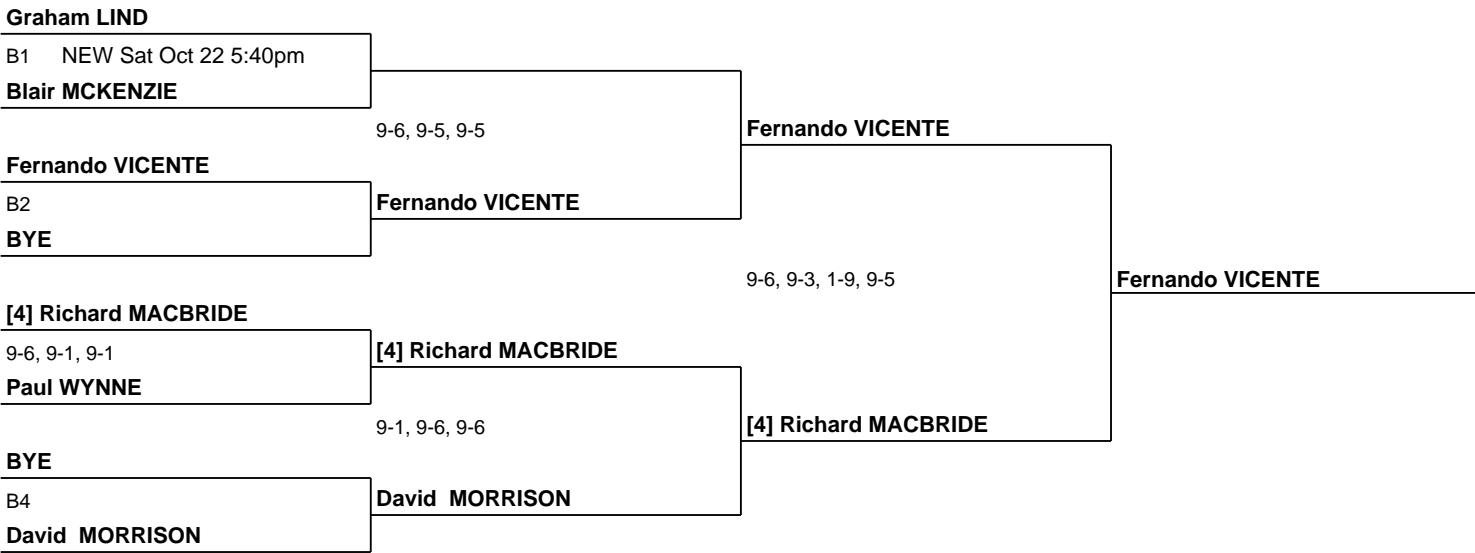 Graham LIND
B1 NEW Sat Oct 22 5:40pm
Blair MCKENZIE
9-6, 9-5, 9-5
Fernando VICENTE
Fernando VICENTE
B2
Fernando VICENTE
BYE
9-6, 9-3, 1-9, 9-5
Fernando VICENTE
[4] Richard MACBRIDE
9-6, 9-1, 9-1
[4] Richard MACBRIDE
Paul WYNNE
9-1, 9-6, 9-6
[4] Richard MACBRIDE
BYE
B4
David MORRISON
David MORRISON